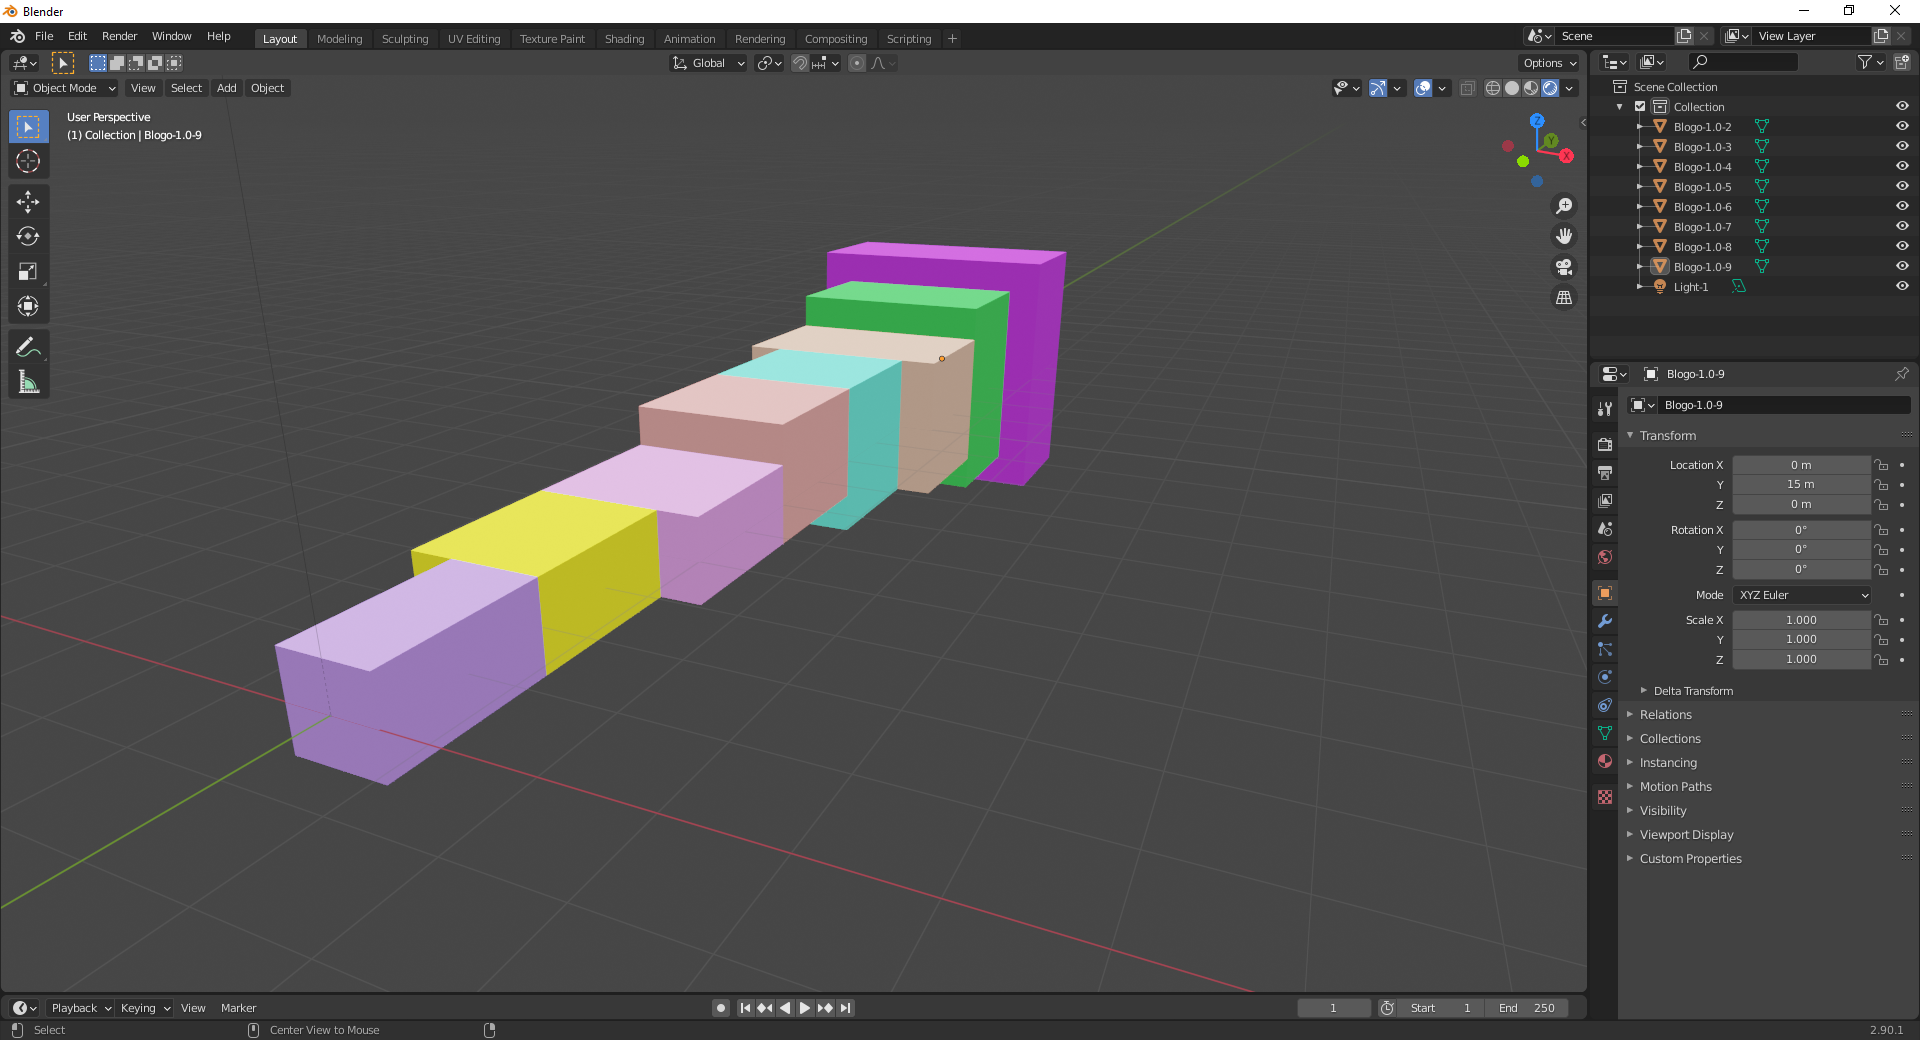 Blender
File Edit Render Window Help Layout Modeling Sculpting UV Editing Texture Paint Shading Animation Rendering Compositing Scripting + Scene View Layer
Global Options
Object Mode View Select Add Object
User Perspective
(1) Collection | Blogo-1.0-9
Z
Y
X
Scene Collection
Collection
Blogo-1.0-2
Blogo-1.0-3
Blogo-1.0-4
Blogo-1.0-5
Blogo-1.0-6
Blogo-1.0-7
Blogo-1.0-8
Blogo-1.0-9
Light-1
Blogo-1.0-9
Blogo-1.0-9
Transform
Location X 0 m
Y 15 m
Z 0 m
Rotation X 0°
Y 0°
Z 0°
Mode XYZ Euler
Scale X 1.000
Y 1.000
Z 1.000
Delta Transform
Relations
Collections
Instancing
Motion Paths
Visibility
Viewport Display
Custom Properties
Playback Keying View Marker 1 Start 1 End 250
Select Center View to Mouse 2.90.1